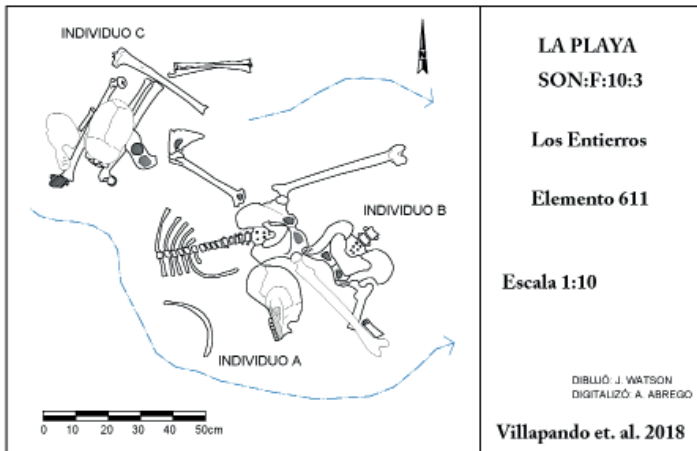 INDIVIDUO C
N
INDIVIDUO B
INDIVIDUO A
0 10 20 30 40 50cm
LA PLAYA
SON:F:10:3
Los Entierros
Elemento 611
Escala 1:10
DIBUJÓ: J. WATSON
DIGITALIZÓ: A. ABREGO
Villapando et. al. 2018